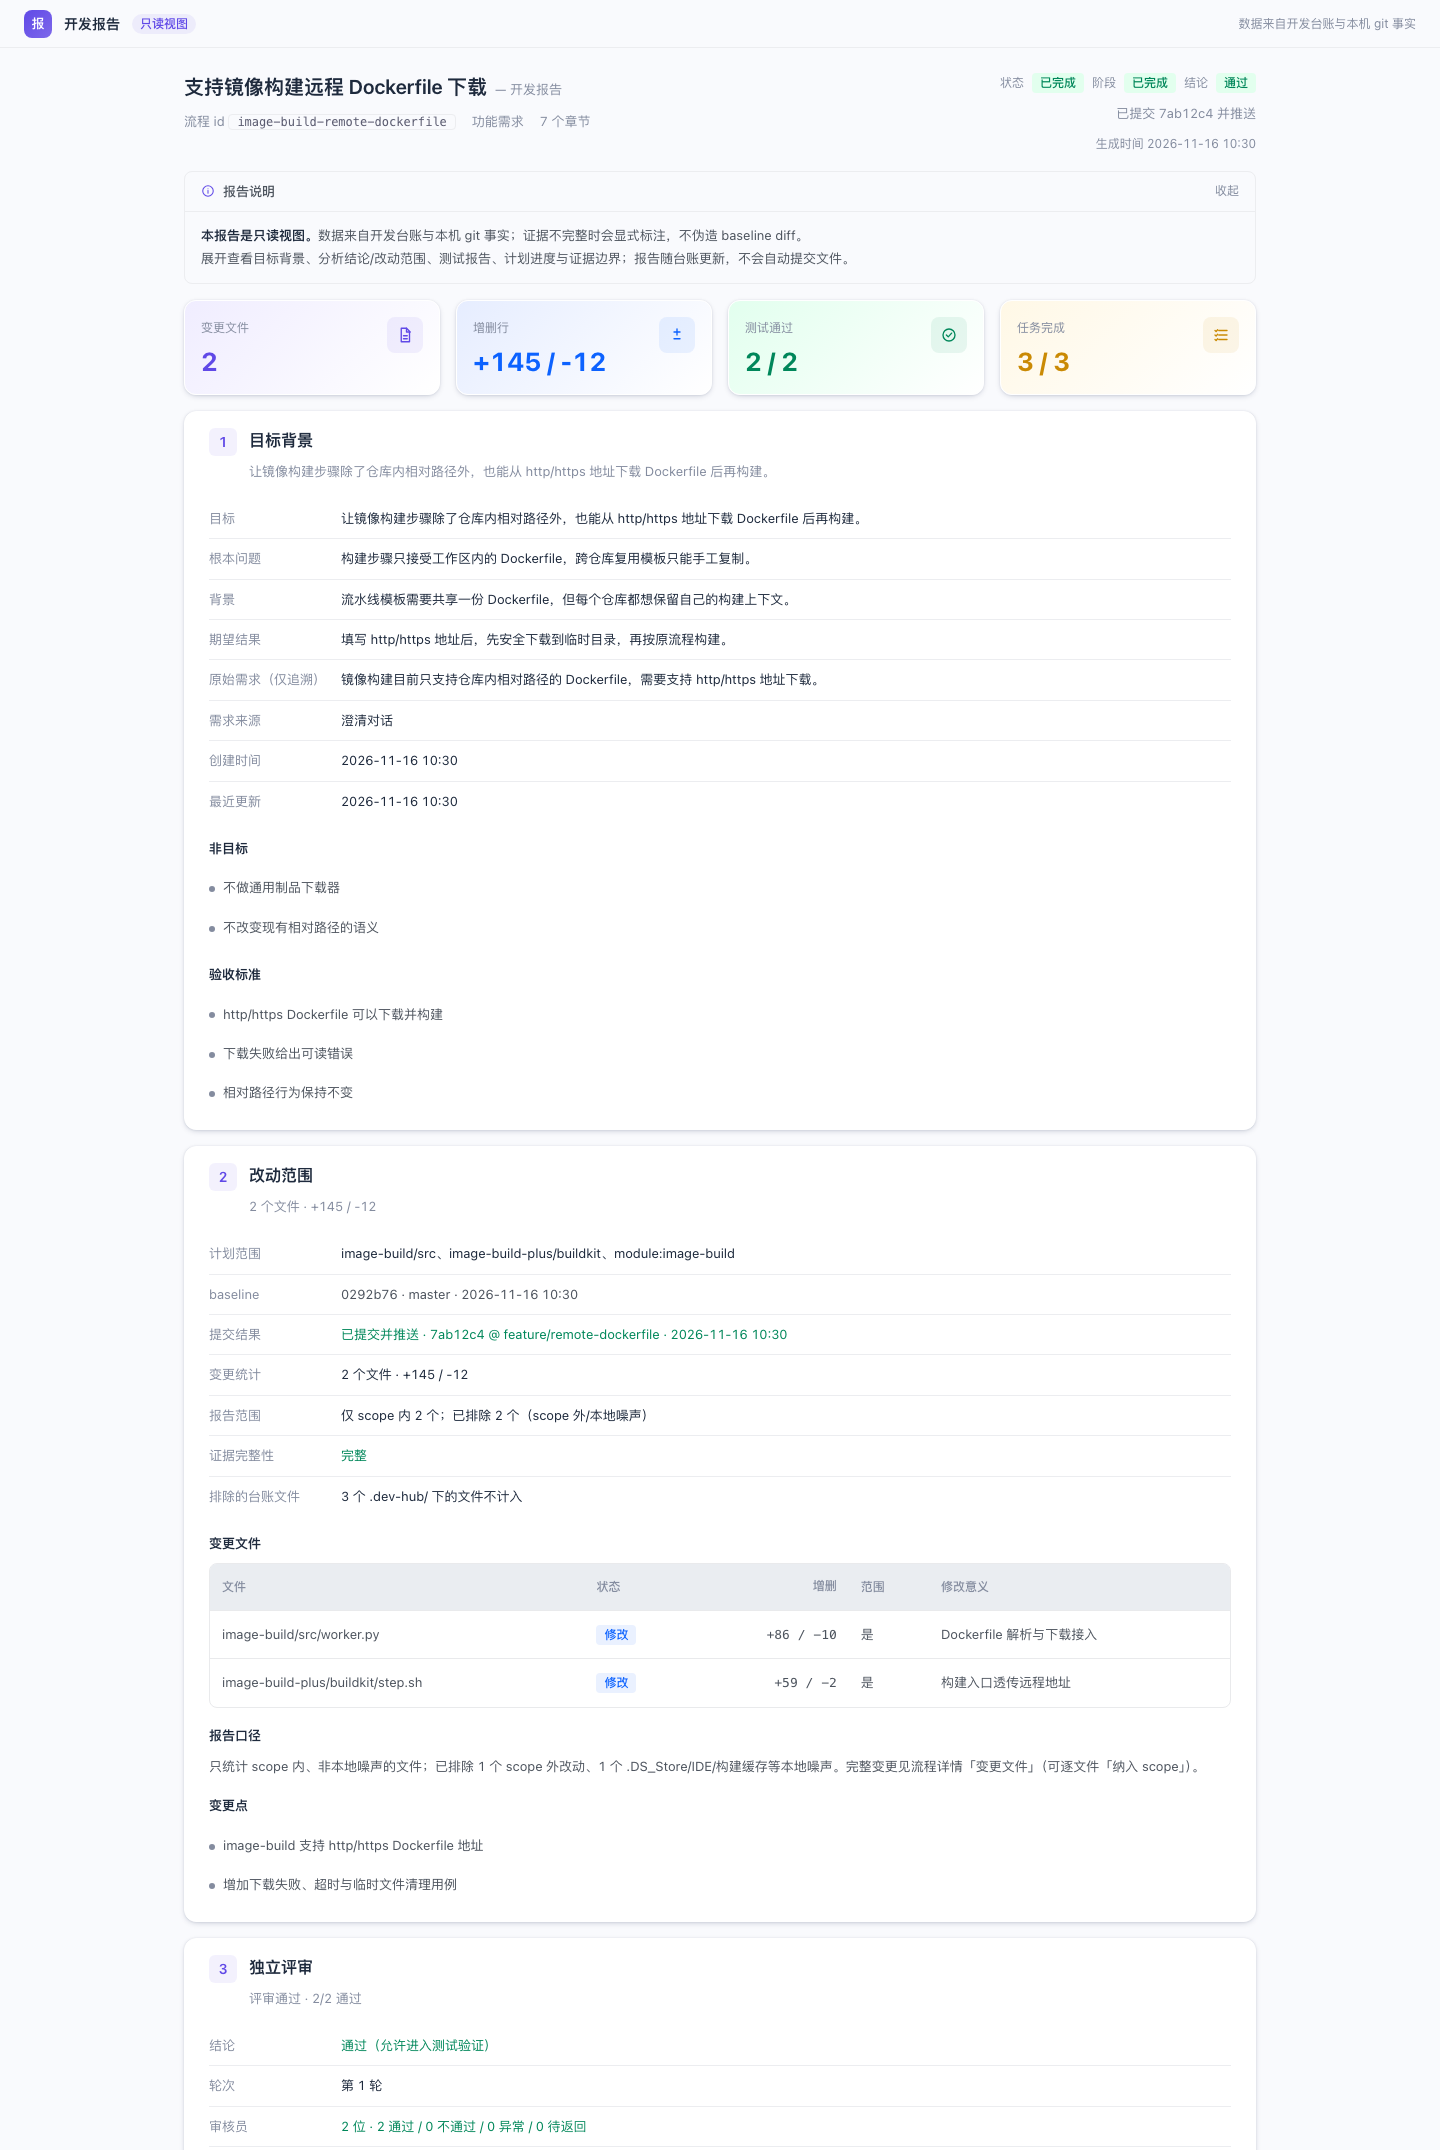 报 开发报告 只读视图 数据来自开发台账与本机 git 事实
支持镜像构建远程 Dockerfile 下载 — 开发报告
状态 已完成 阶段 已完成 结论 通过
流程 id image-build-remote-dockerfile 功能需求 7 个章节
已提交 7ab12c4 并推送
生成时间 2026-11-16 10:30
报告说明 收起
本报告是只读视图。数据来自开发台账与本机 git 事实；证据不完整时会显式标注，不伪造 baseline diff。
展开查看目标背景、分析结论/改动范围、测试报告、计划进度与证据边界；报告随台账更新，不会自动提交文件。
变更文件
2
增删行
+145 / -12
测试通过
2 / 2
任务完成
3 / 3
1 目标背景
让镜像构建步骤除了仓库内相对路径外，也能从 http/https 地址下载 Dockerfile 后再构建。
目标 让镜像构建步骤除了仓库内相对路径外，也能从 http/https 地址下载 Dockerfile 后再构建。
根本问题 构建步骤只接受工作区内的 Dockerfile，跨仓库复用模板只能手工复制。
背景 流水线模板需要共享一份 Dockerfile，但每个仓库都想保留自己的构建上下文。
期望结果 填写 http/https 地址后，先安全下载到临时目录，再按原流程构建。
原始需求（仅追溯） 镜像构建目前只支持仓库内相对路径的 Dockerfile，需要支持 http/https 地址下载。
需求来源 澄清对话
创建时间 2026-11-16 10:30
最近更新 2026-11-16 10:30
非目标
不做通用制品下载器
不改变现有相对路径的语义
验收标准
http/https Dockerfile 可以下载并构建
下载失败给出可读错误
相对路径行为保持不变
2 改动范围
2 个文件 · +145 / -12
计划范围 image-build/src、image-build-plus/buildkit、module:image-build
baseline 0292b76 · master · 2026-11-16 10:30
提交结果 已提交并推送 · 7ab12c4 @ feature/remote-dockerfile · 2026-11-16 10:30
变更统计 2 个文件 · +145 / -12
报告范围 仅 scope 内 2 个；已排除 2 个（scope 外/本地噪声）
证据完整性 完整
排除的台账文件 3 个 .dev-hub/ 下的文件不计入
变更文件
文件 状态 增删 范围 修改意义
image-build/src/worker.py 修改 +86 / −10 是 Dockerfile 解析与下载接入
image-build-plus/buildkit/step.sh 修改 +59 / −2 是 构建入口透传远程地址
报告口径
只统计 scope 内、非本地噪声的文件；已排除 1 个 scope 外改动、1 个 .DS_Store/IDE/构建缓存等本地噪声。完整变更见流程详情「变更文件」（可逐文件「纳入 scope」）。
变更点
image-build 支持 http/https Dockerfile 地址
增加下载失败、超时与临时文件清理用例
3 独立评审
评审通过 · 2/2 通过
结论 通过（允许进入测试验证）
轮次 第 1 轮
审核员 2 位 · 2 通过 / 0 不通过 / 0 异常 / 0 待返回